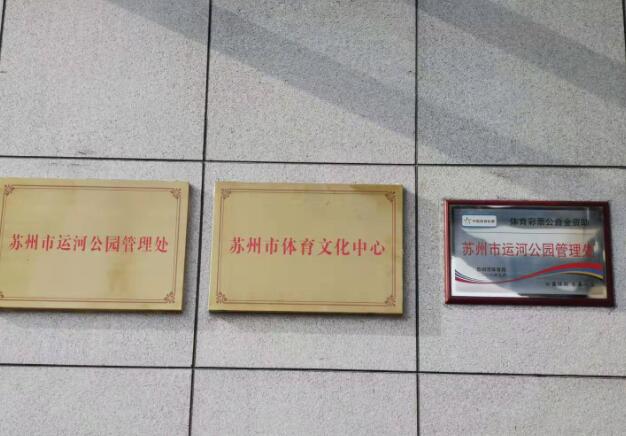 苏州市运河公园管理处
苏州市体育文化中心
体育彩票公益金资助
苏州市运河公园管理处